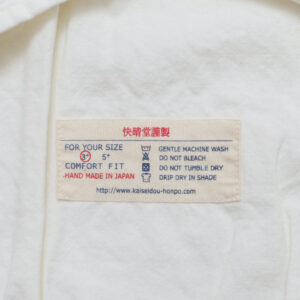 快晴堂謹製
FOR YOUR SIZE
3° 5°
COMFORT FIT
HAND MADE IN JAPAN
GENTLE MACHINE WASH
DO NOT BLEACH
DO NOT TUMBLE DRY
DRIP DRY IN SHADE
http://www.kaiseidou-honpo.com